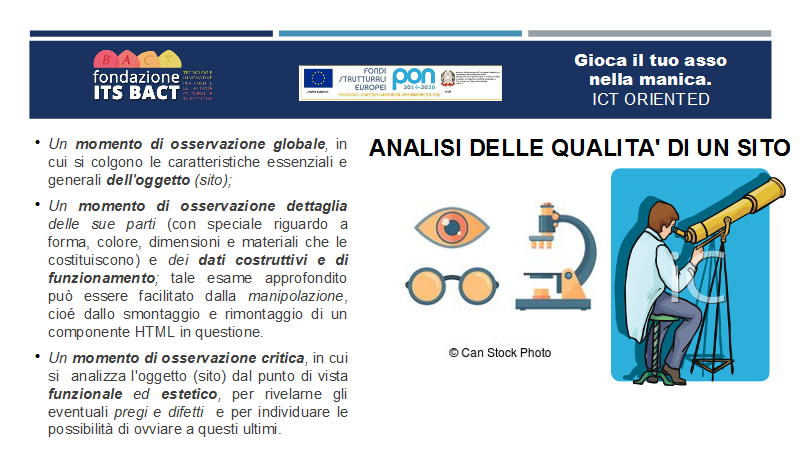 BACT
fondazione
ITS BACT
TECNOLOGIE
INNOVATIVE
FONDI
STRUTTURALI
EUROPEI
pon
2014-2020
Gioca il tuo asso
nella manica.
ICT ORIENTED
ANALISI DELLE QUALITA' DI UN SITO
• Un momento di osservazione globale, in
cui si colgono le caratteristiche essenziali e
generali dell'oggetto (sito);
• Un momento di osservazione dettaglia
delle sue parti (con speciale riguardo a
forma, colore, dimensioni e materiali che le
costituiscono) e dei dati costruttivi e di
funzionamento; tale esame approfondito
può essere facilitato dalla manipolazione,
cioé dallo smontaggio e rimontaggio di un
componente HTML in questione.
• Un momento di osservazione critica, in cui
si analizza l'oggetto (sito) dal punto di vista
funzionale ed estetico, per rivelarne gli
eventuali pregi e difetti e per individuare le
possibilità di ovviare a questi ultimi.
© Can Stock Photo